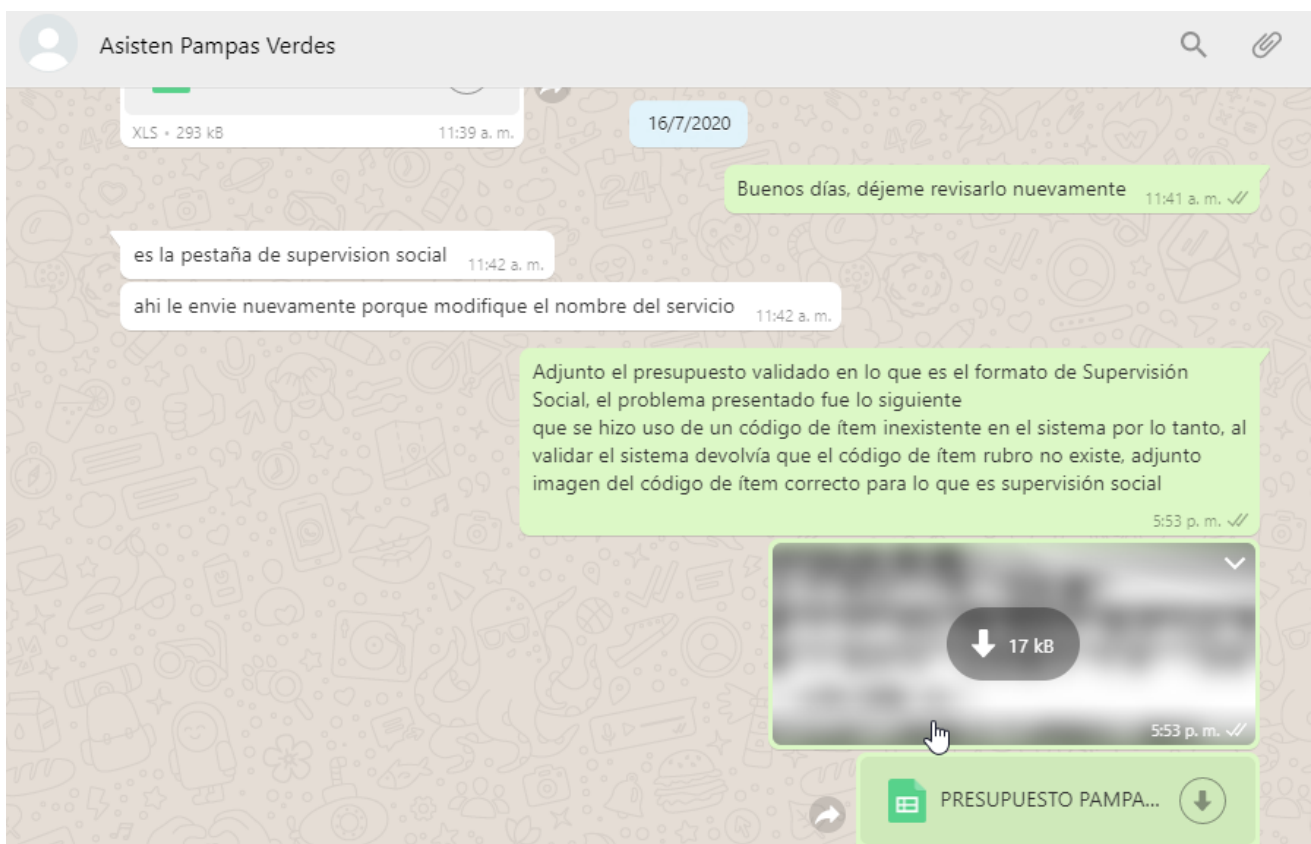 Asisten Pampas Verdes
XLS • 293 kB 11:39 a. m.
16/7/2020
Buenos días, déjeme revisarlo nuevamente 11:41 a. m.
es la pestaña de supervision social 11:42 a. m.
ahi le envie nuevamente porque modifique el nombre del servicio 11:42 a. m.
Adjunto el presupuesto validado en lo que es el formato de Supervisión
Social, el problema presentado fue lo siguiente
que se hizo uso de un código de ítem inexistente en el sistema por lo tanto, al
validar el sistema devolvía que el código de ítem rubro no existe, adjunto
imagen del código de ítem correcto para lo que es supervisión social
5:53 p. m.
17 kB
5:53 p. m.
PRESUPUESTO PAMPA...